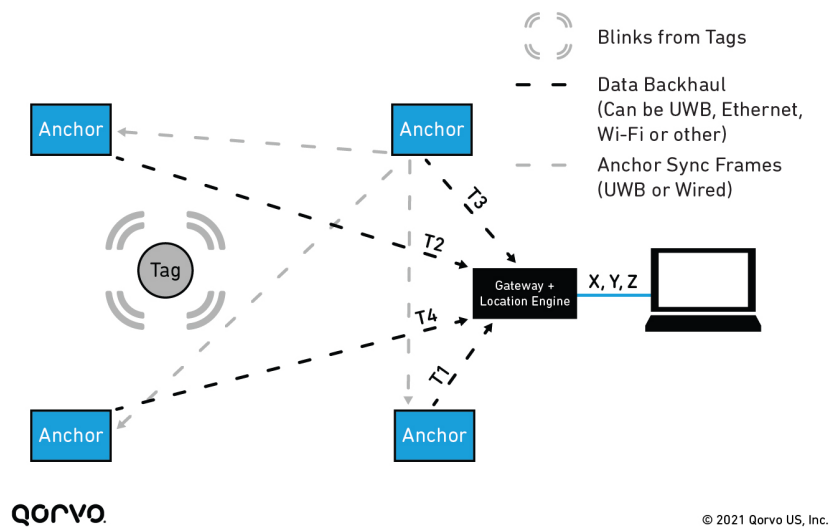 Blinks from Tags
Data Backhaul
(Can be UWB, Ethernet,
Wi-Fi or other)
Anchor Sync Frames
(UWB or Wired)
Anchor
Anchor
T3
T2
Tag
Gateway +
Location Engine
X, Y, Z
T4
T1
Anchor
Anchor
QORVO
© 2021 Qorvo US, Inc.